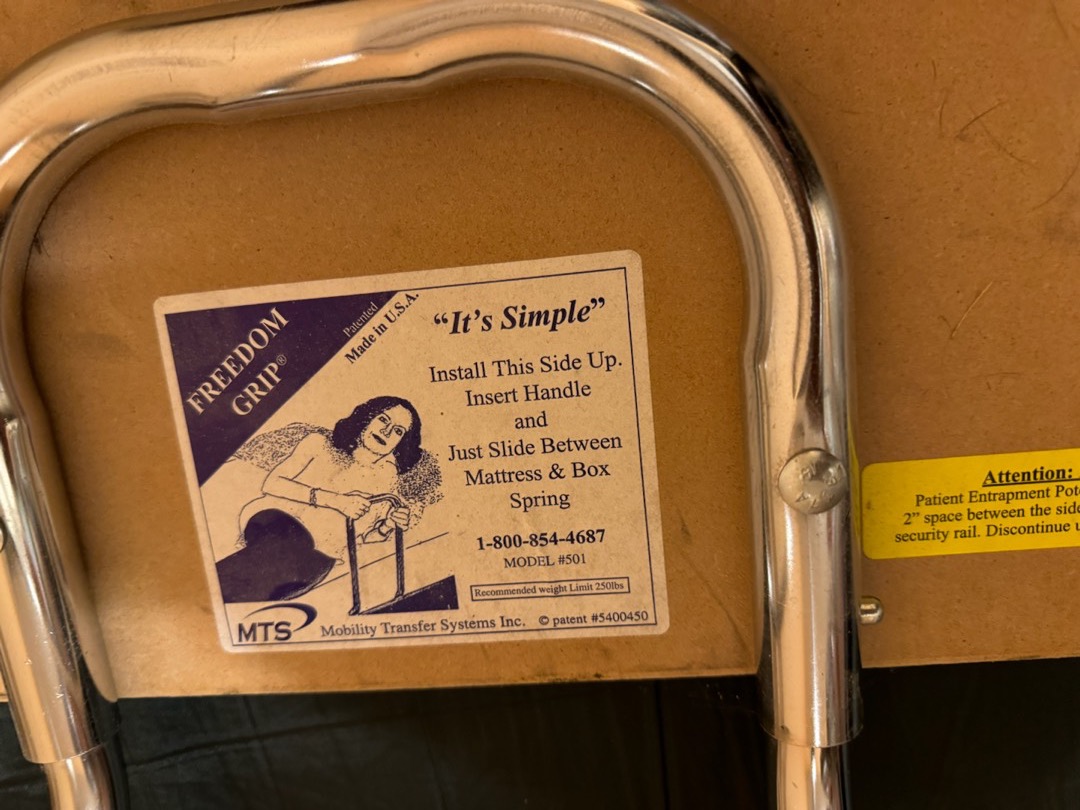 FREEDOM
GRIP®
Patented
Made in U.S.A.
“It’s Simple”
Install This Side Up.
Insert Handle
and
Just Slide Between
Mattress & Box
Spring
1-800-854-4687
MODEL #501
Recommended weight Limit 250lbs
MTS
Mobility Transfer Systems Inc. © patent #5400450
Attention:
Patient Entrapment
2” space between the
security rail. Discontinue